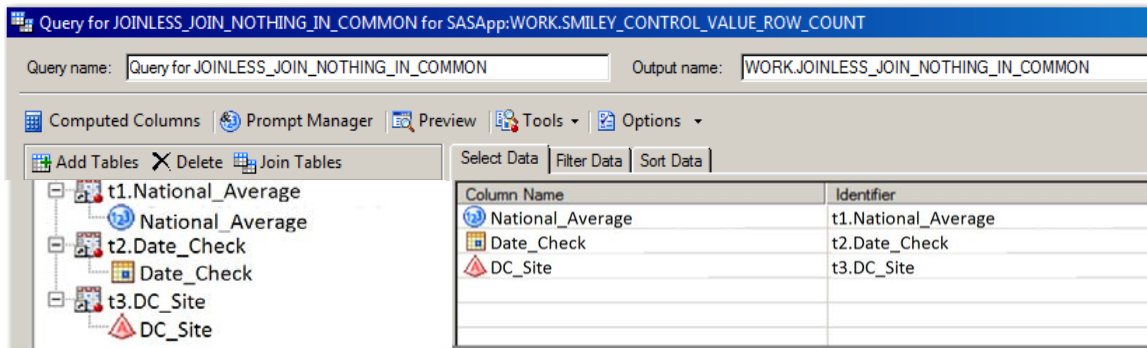 Query for JOINLESS_JOIN_NOTHING_IN_COMMON for SASApp:WORK.SMILEY_CONTROL_VALUE_ROW_COUNT
Query name: Query for JOINLESS_JOIN_NOTHING_IN_COMMON Output name: WORK.JOINLESS_JOIN_NOTHING_IN_COMMON
Computed Columns Prompt Manager Preview Tools Options
Add Tables Delete Join Tables
t1.National_Average
National_Average
t2.Date_Check
Date_Check
t3.DC_Site
DC_Site
Select Data Filter Data Sort Data
Column Name Identifier
National_Average t1.National_Average
Date_Check t2.Date_Check
DC_Site t3.DC_Site